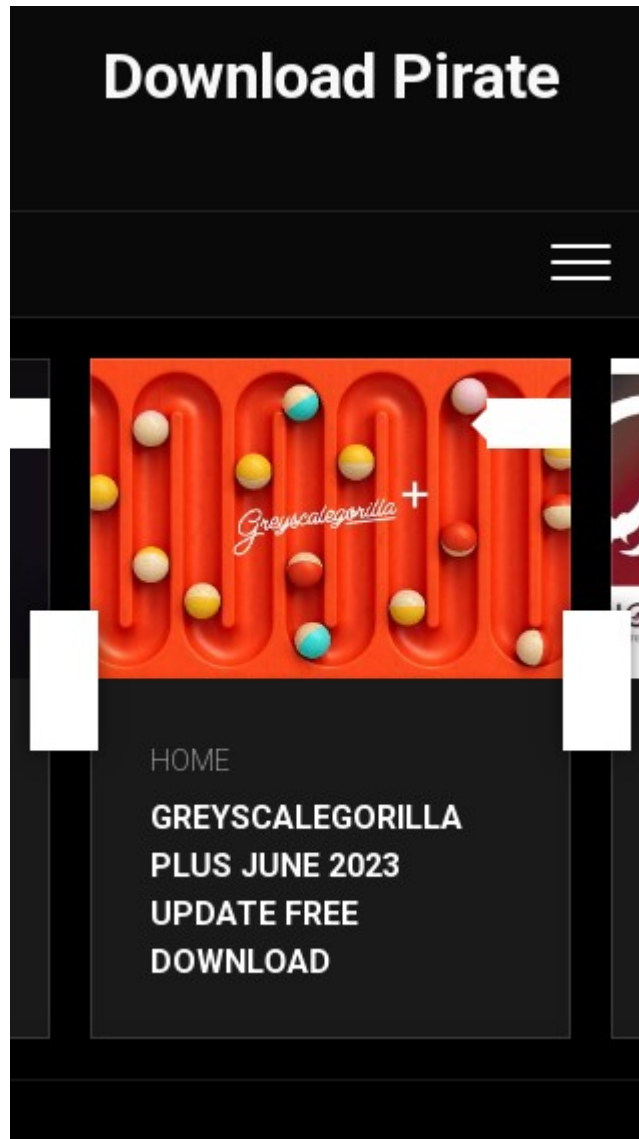 Download Pirate
Greyscalegorilla+
HOME
GREYSCALEGORILLA
PLUS JUNE 2023
UPDATE FREE
DOWNLOAD